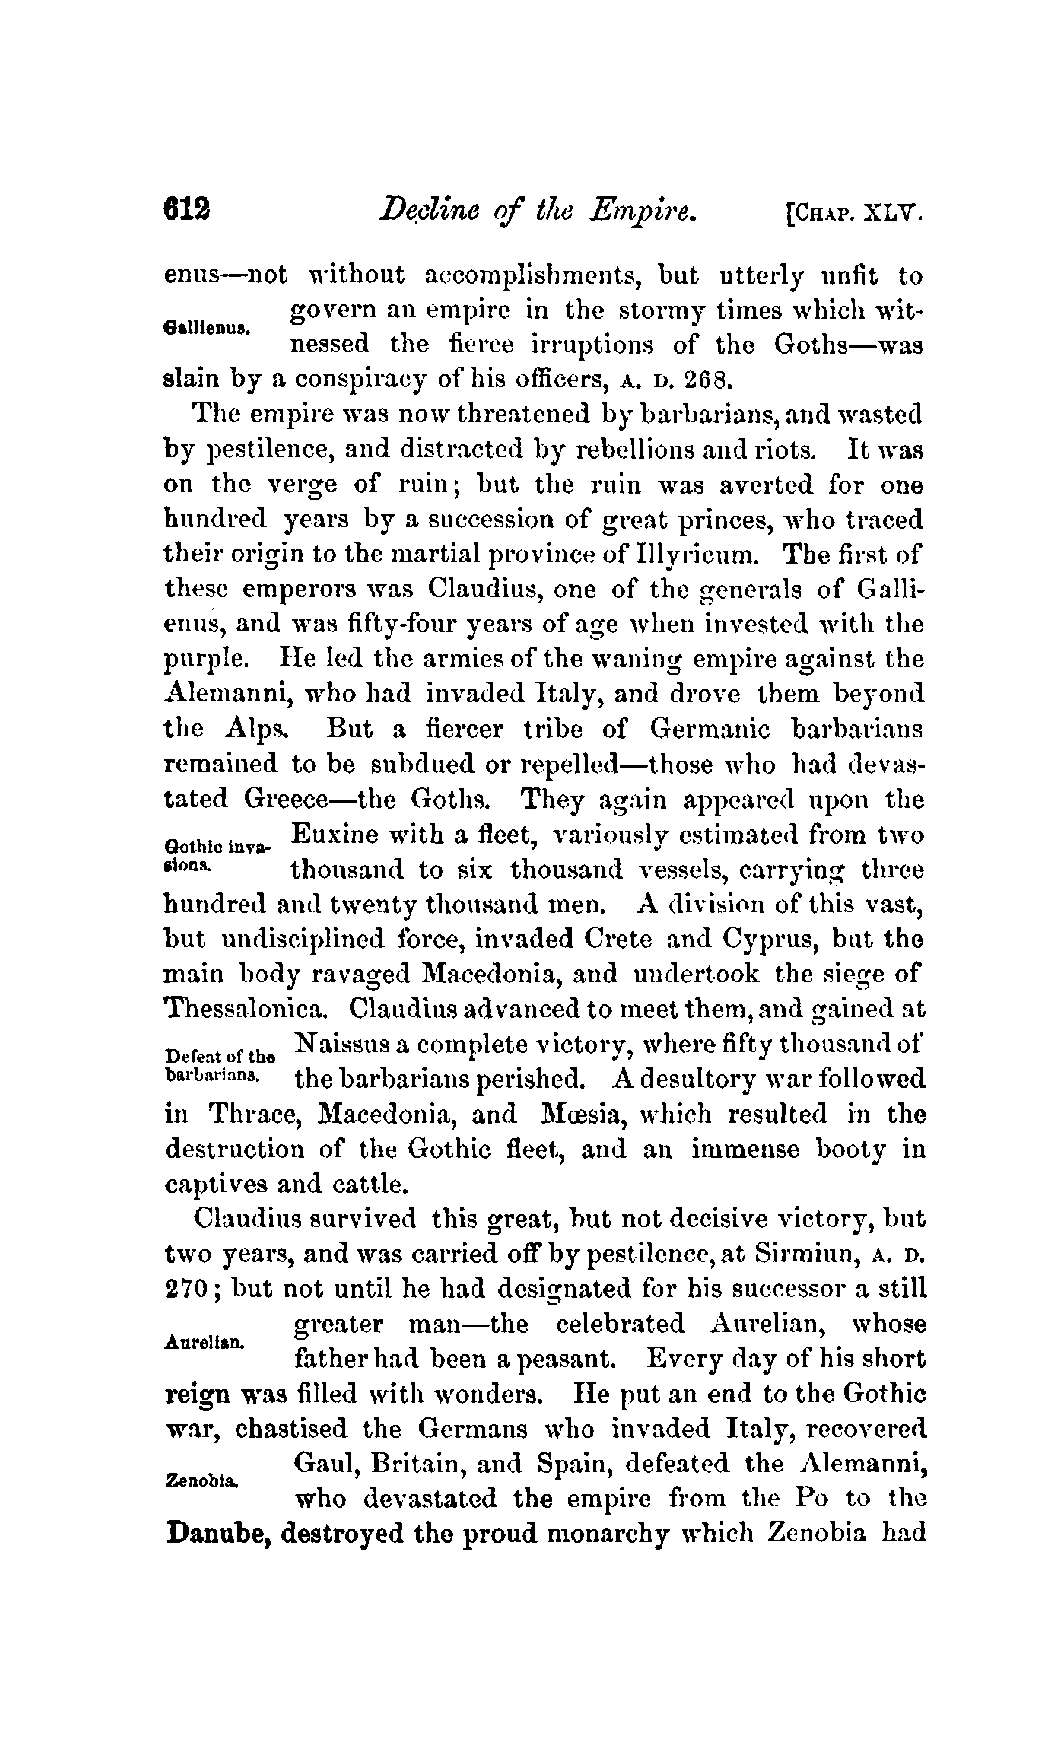 612 Decline of the Empire. [CHAP. XLV.
enus—not without accomplishments, but utterly unfit to
Gallienus.
govern an empire in the stormy times which wit-
nessed the fierce irruptions of the Goths—was
slain by a conspiracy of his officers, A. D. 268.
The empire was now threatened by barbarians, and wasted
by pestilence, and distracted by rebellions and riots. It was
on the verge of ruin; but the ruin was averted for one
hundred years by a succession of great princes, who traced
their origin to the martial province of Illyricum. The first of
these emperors was Claudius, one of the generals of Galli-
enus, and was fifty-four years of age when invested with the
purple. He led the armies of the waning empire against the
Alemanni, who had invaded Italy, and drove them beyond
the Alps. But a fiercer tribe of Germanic barbarians
remained to be subdued or repelled—those who had devas-
tated Greece—the Goths. They again appeared upon the
Gothic inva-
sions.
Euxine with a fleet, variously estimated from two
thousand to six thousand vessels, carrying three
hundred and twenty thousand men. A division of this vast,
but undisciplined force, invaded Crete and Cyprus, but the
main body ravaged Macedonia, and undertook the siege of
Thessalonica. Claudius advanced to meet them, and gained at
Defeat of the
barbarians.
Naissus a complete victory, where fifty thousand of
the barbarians perished. A desultory war followed
in Thrace, Macedonia, and Mœsia, which resulted in the
destruction of the Gothic fleet, and an immense booty in
captives and cattle.
Claudius survived this great, but not decisive victory, but
two years, and was carried off by pestilence, at Sirmiun, A. D.
270; but not until he had designated for his successor a still
Aurelian.
greater man—the celebrated Aurelian, whose
father had been a peasant. Every day of his short
reign was filled with wonders. He put an end to the Gothic
war, chastised the Germans who invaded Italy, recovered
Zenobia.
Gaul, Britain, and Spain, defeated the Alemanni,
who devastated the empire from the Po to the
Danube, destroyed the proud monarchy which Zenobia had